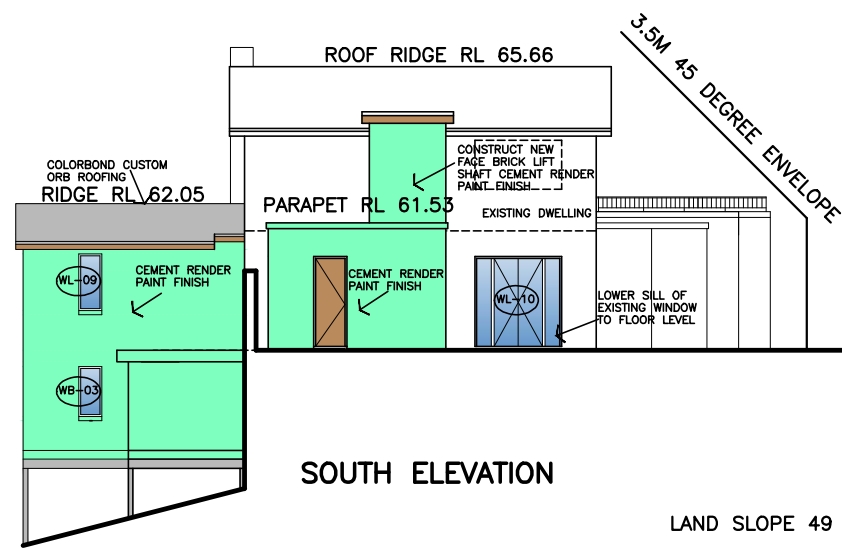 ROOF RIDGE RL 65.66
3.5M 45 DEGREE ENVELOPE
COLORBOND CUSTOM
ORB ROOFING
RIDGE RL 62.05
CONSTRUCT NEW
FACE BRICK LIFT
SHAFT CEMENT RENDER
PAINT FINISH
PARAPET RL 61.53
EXISTING DWELLING
WL-09
CEMENT RENDER
PAINT FINISH
CEMENT RENDER
PAINT FINISH
WL-10
LOWER SILL OF
EXISTING WINDOW
TO FLOOR LEVEL
WB-03
SOUTH ELEVATION
LAND SLOPE 49